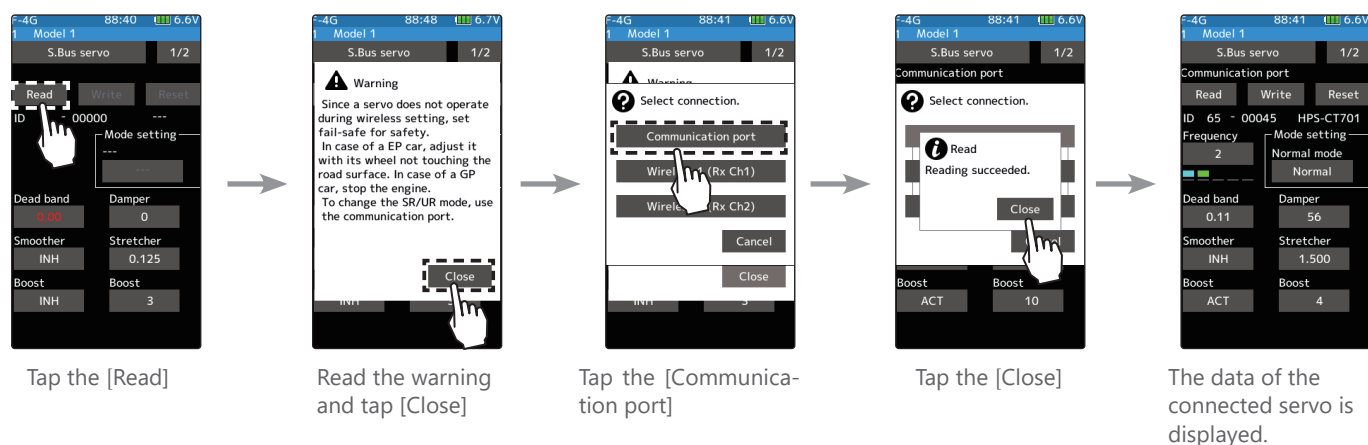 F-4G 88:40 6.6V
1 Model 1
S.Bus servo 1/2
Read Write Reset
ID - 00000 ---
Mode setting
---
---
Dead band Damper
0.00 0
Smoother Stretcher
INH 0.125
Boost Boost
INH 3
Tap the [Read]
F-4G 88:48 6.7V
1 Model 1
S.Bus servo 1/2
Warning
Since a servo does not operate
during wireless setting, set
fail-safe for safety.
In case of a EP car, adjust it
with its wheel not touching the
road surface. In case of a GP
car, stop the engine.
To change the SR/UR mode, use
the communication port.
Close
INH
Read the warning
and tap [Close]
F-4G 88:41 6.6V
1 Model 1
S.Bus servo 1/2
Warning
Select connection.
Communication port
(Rx Ch1)
(Rx Ch2)
Cancel
Close
INH 3
Tap the [Communica-
tion port]
F-4G 88:41 6.6V
1 Model 1
S.Bus servo 1/2
Communication port
Select connection.
Read
Reading succeeded.
Close
Boost Boost
ACT 10
Tap the [Close]
F-4G 88:41 6.6V
1 Model 1
S.Bus servo 1/2
Communication port
Read Write Reset
ID 65 - 00045 HPS-CT701
Frequency Mode setting
2 Normal mode
Normal
Dead band Damper
0.11 56
Smoother Stretcher
INH 1.500
Boost Boost
ACT 4
The data of the
connected servo is
displayed.